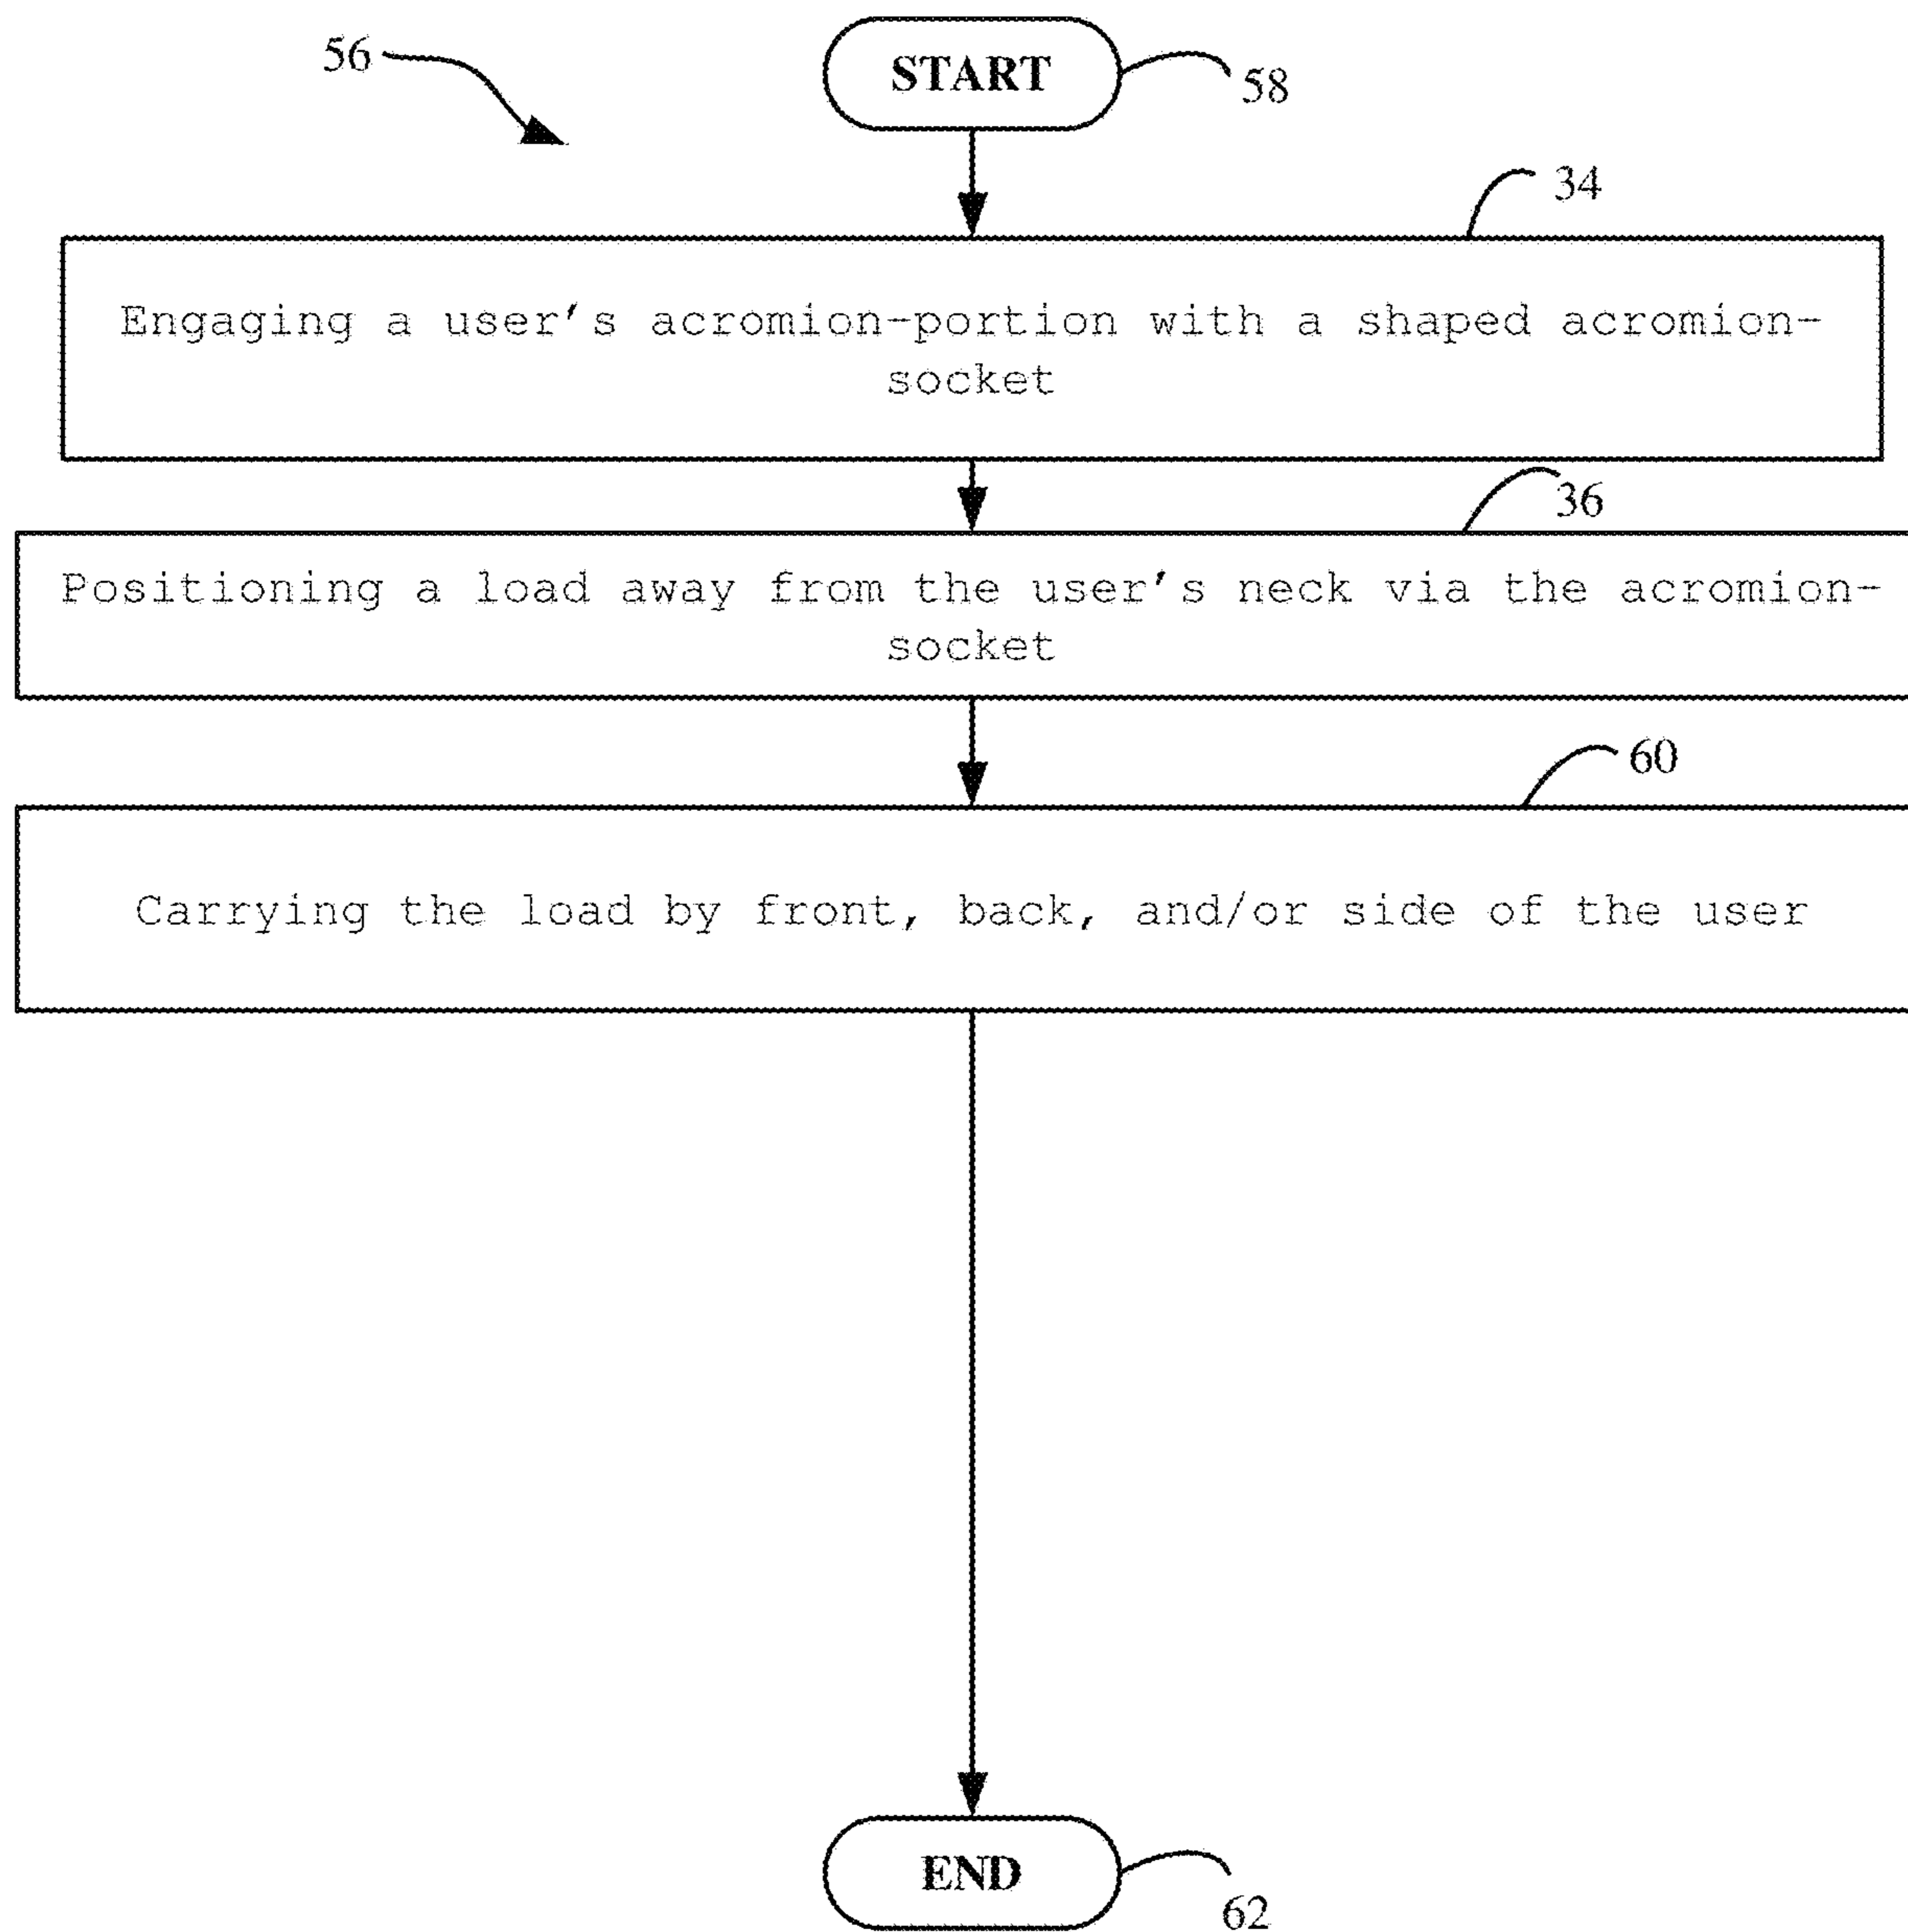 56
START
58
34
Engaging a user's acromion-portion with a shaped acromion-
socket
36
Positioning a load away from the user's neck via the acromion-
socket
60
Carrying the load by front, back, and/or side of the user
END
62